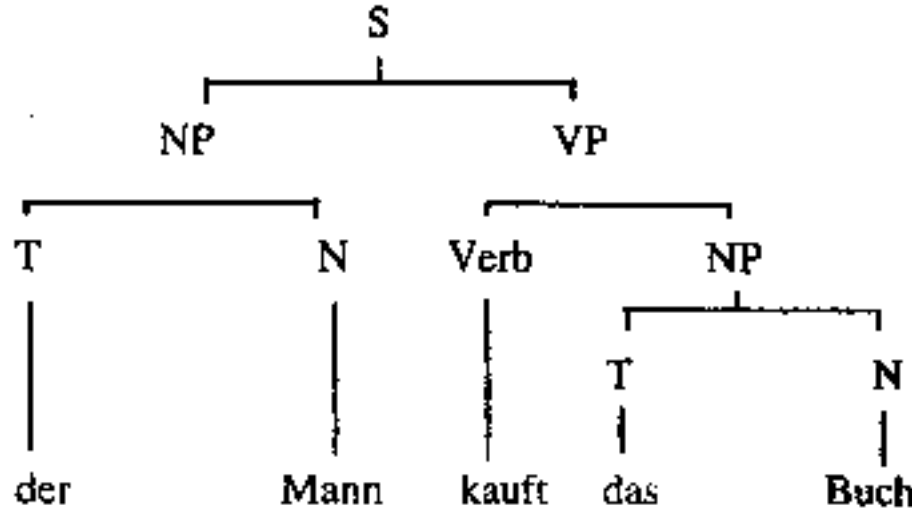 S
NP VP
T N Verb NP
T N
der Mann kauft das Buch